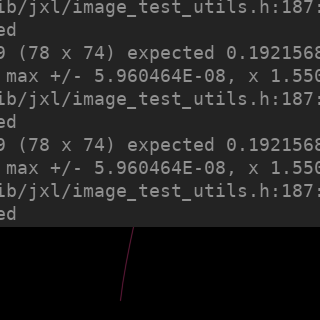 ib/jxl/image_test_utils.h:187:
ed
9 (78 x 74) expected 0.1921568
max +/- 5.960464E-08, x 1.550
ib/jxl/image_test_utils.h:187:
ed
9 (78 x 74) expected 0.1921568
max +/- 5.960464E-08, x 1.550
ib/jxl/image_test_utils.h:187:
ed